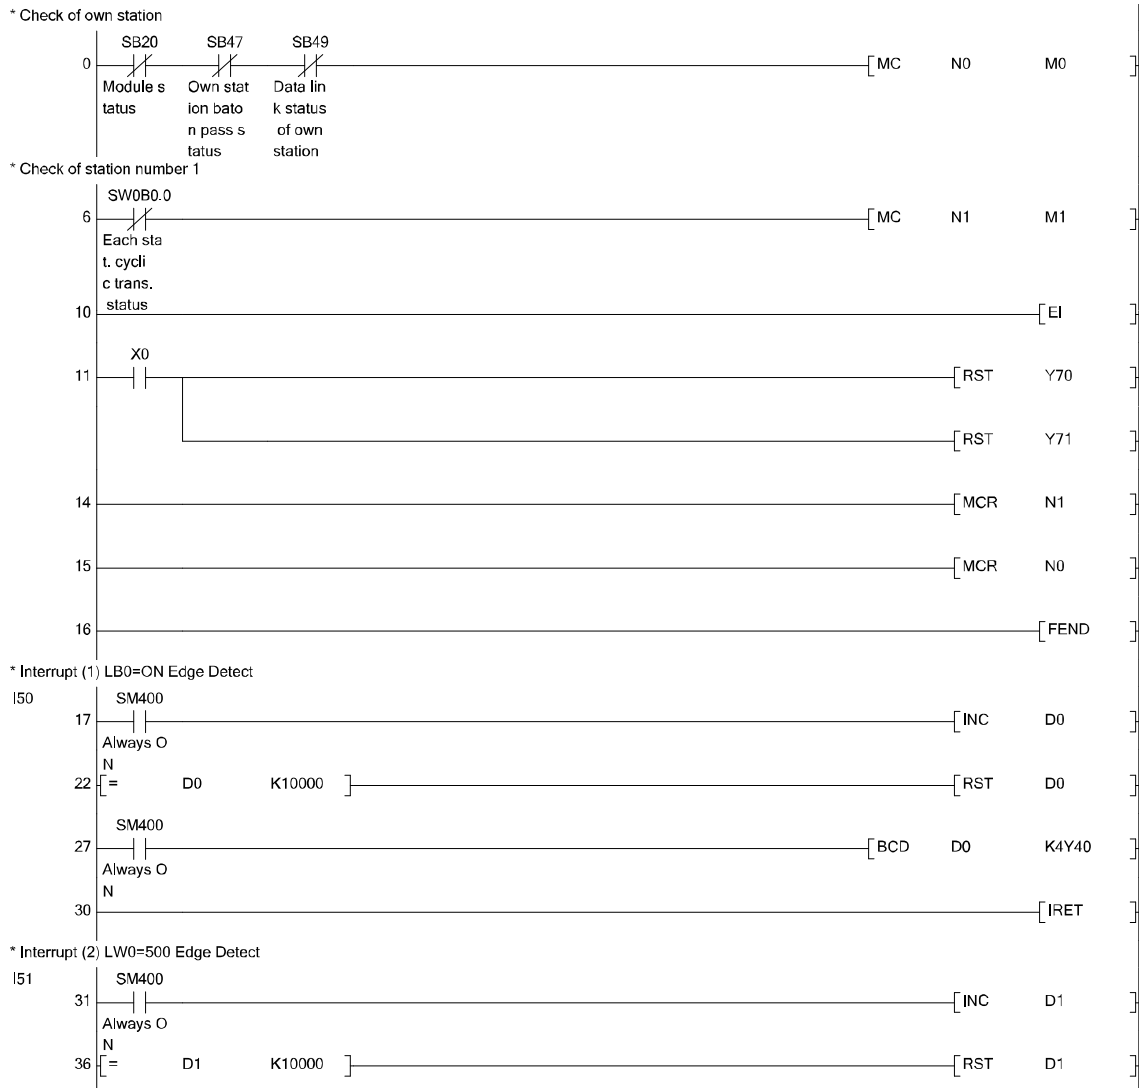 * Check of own station
SB20 SB47 SB49
0 MC N0 M0
Module s Own stat Data lin
tatus ion bato k status
n pass s of own
tatus station
* Check of station number 1
SW0B0.0
6 MC N1 M1
Each sta
t. cycli
c trans.
status
10 EI
X0
11 RST Y70
RST Y71
14 MCR N1
15 MCR N0
16 FEND
* Interrupt (1) LB0=ON Edge Detect
I50 SM400
17 INC D0
Always O
N
22 = D0 K10000 RST D0
SM400
27 BCD D0 K4Y40
Always O
N
30 IRET
* Interrupt (2) LW0=500 Edge Detect
I51 SM400
31 INC D1
Always O
N
36 = D1 K10000 RST D1